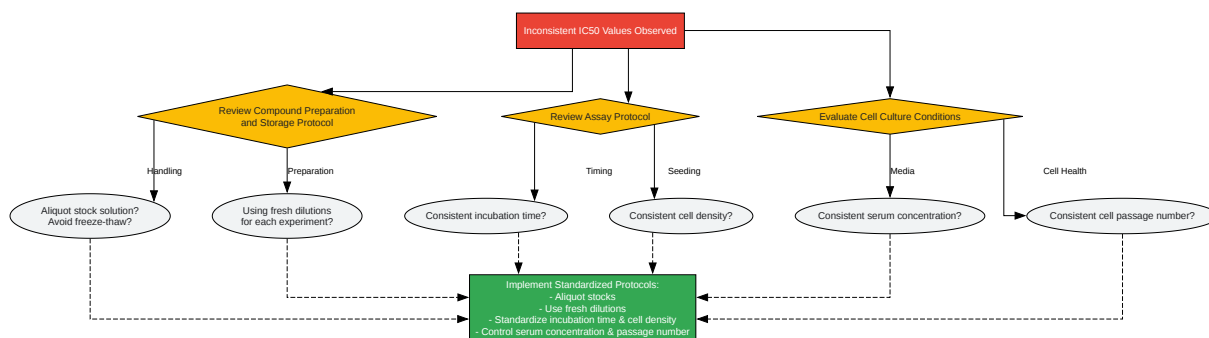 Inconsistent IC50 Values Observed
Review Compound Preparation
and Storage Protocol
Review Assay Protocol
Evaluate Cell Culture Conditions
Handling
Preparation
Timing
Seeding
Media
Cell Health
Aliquot stock solution?
Avoid freeze-thaw?
Using fresh dilutions
for each experiment?
Consistent incubation time?
Consistent cell density?
Consistent serum concentration?
Consistent cell passage number?
Implement Standardized Protocols:
- Aliquot stocks
- Use fresh dilutions
- Standardize incubation time & cell density
- Control serum concentration & passage number